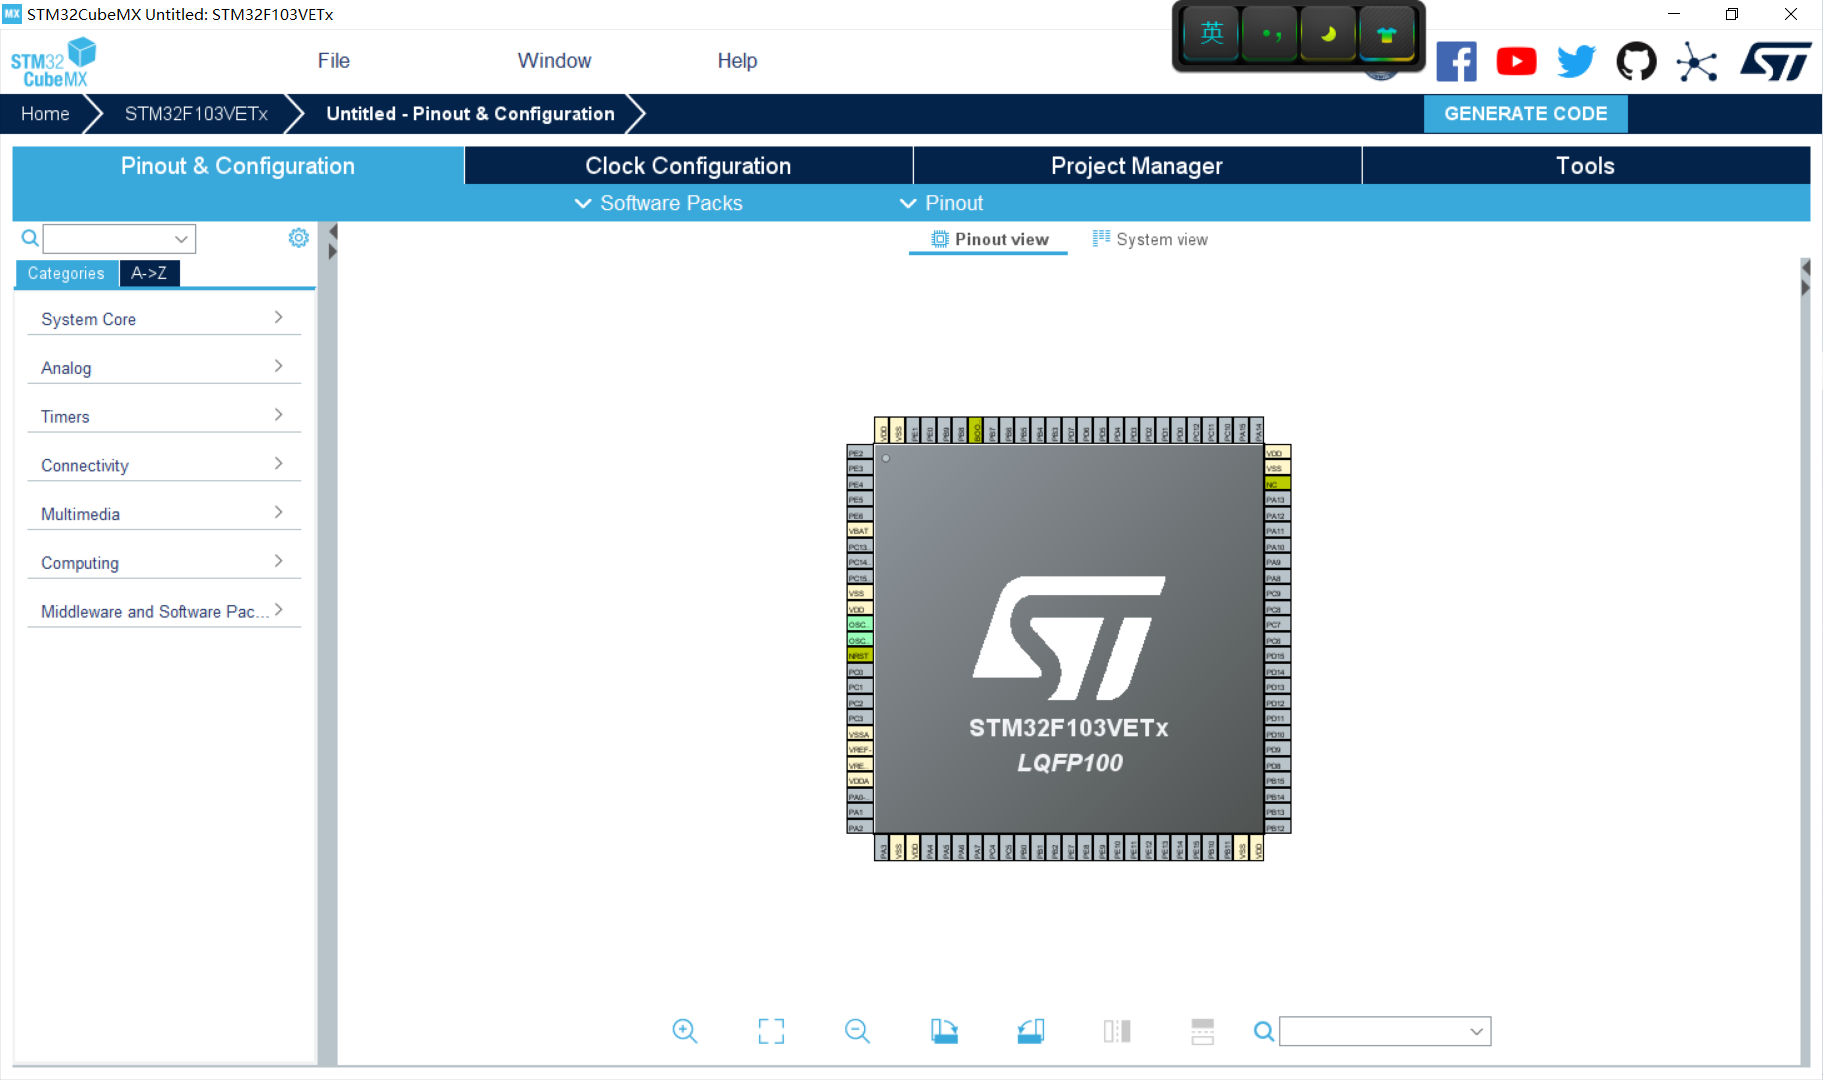 MX STM32CubeMX Untitled: STM32F103VETx
STM32
CubeMX
File
Window
Help
英
Home
STM32F103VETx
Untitled - Pinout & Configuration
GENERATE CODE
Pinout & Configuration
Clock Configuration
Project Manager
Tools
Software Packs
Pinout
Pinout view
System view
Categories
A->Z
System Core
Analog
Timers
Connectivity
Multimedia
Computing
Middleware and Software Pac...
VDD
VSS
PE1
PE0
PB9
PB8
BOO..
PB7
PB6
PB5
PB4
PB3
PD7
PD6
PD5
PD4
PD3
PD2
PD1
PD0
PC12
PC11
PC10
PA15
PA14
PE2
PE3
PE4
PE5
PE6
VBAT
PC13..
PC14..
PC15..
VSS
VDD
OSC..
OSC..
NRST
PC0
PC1
PC2
PC3
VSSA
VREF-
VRE..
VDDA
PA0-..
PA1
PA2
VDD
VSS
NC
PA13
PA12
PA11
PA10
PA9
PA8
PC9
PC8
PC7
PC6
PD15
PD14
PD13
PD12
PD11
PD10
PD9
PD8
PB15
PB14
PB13
PB12
ST
STM32F103VETx
LQFP100
PA3
VSS
VDD
PA4
PA5
PA6
PA7
PC4
PC5
PB0
PB1
PB2
PE7
PE8
PE9
PE10
PE11
PE12
PE13
PE14
PE15
PB10
PB11
VSS
VDD